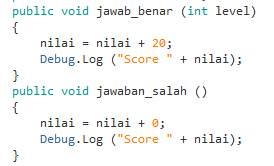 public void jawab_benar (int level)
{
    nilai = nilai + 20;
    Debug.Log ("Score " + nilai);
}
public void jawaban_salah ()
{
    nilai = nilai + 0;
    Debug.Log ("Score " + nilai);
}